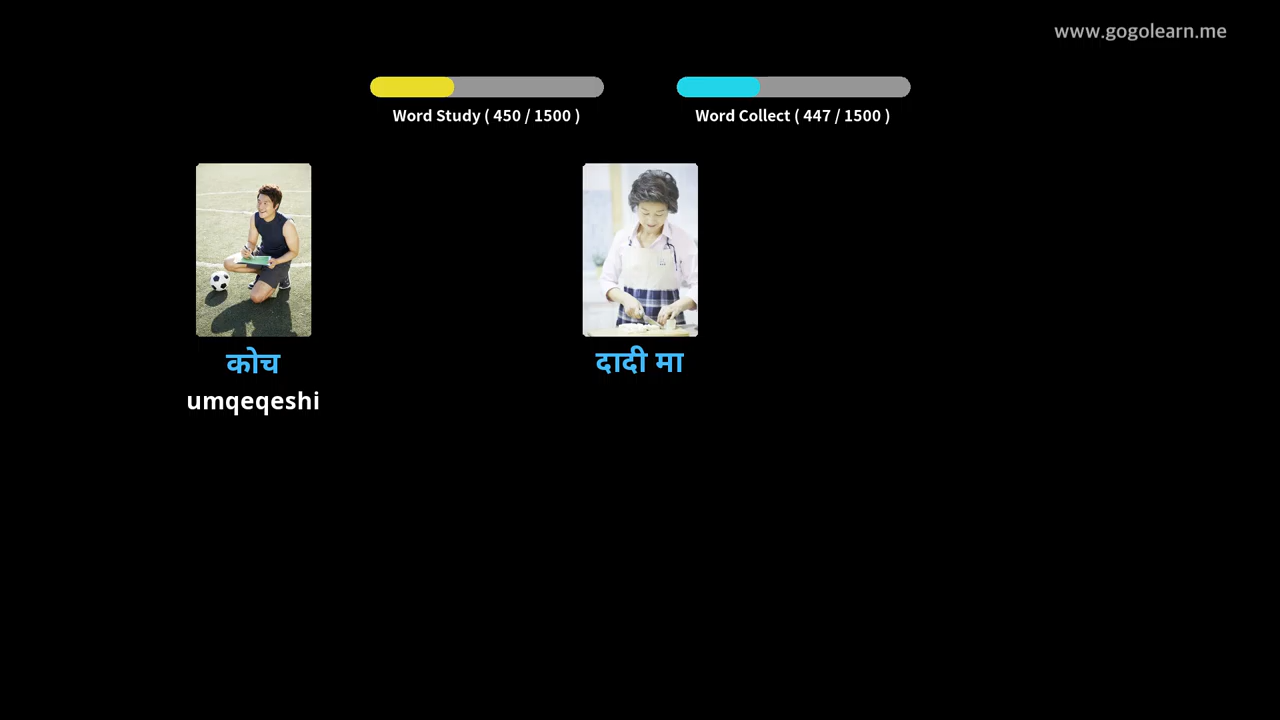 www.gogolearn.me
Word Study ( 450 / 1500 )
Word Collect ( 447 / 1500 )
कोच
umqeqeshi
दादी मा